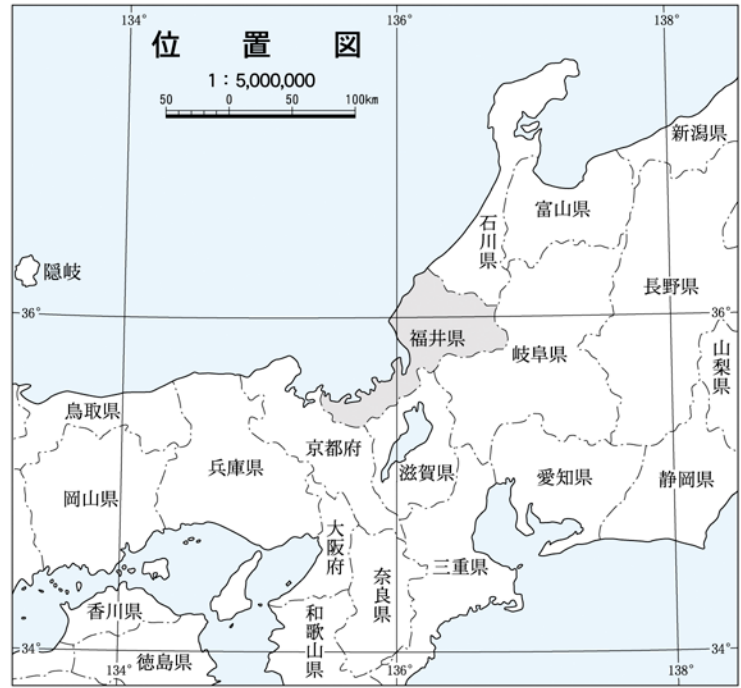 134°
136°
138°
位 置 図
1：5,000,000
50 0 50 100km
新潟県
富山県
石川県
隠岐
長野県
36°
36°
福井県
岐阜県
山梨県
鳥取県
京都府
兵庫県
滋賀県
愛知県
静岡県
岡山県
大阪府
三重県
奈良県
香川県
和歌山県
34°
34°
徳島県
134°
136°
138°